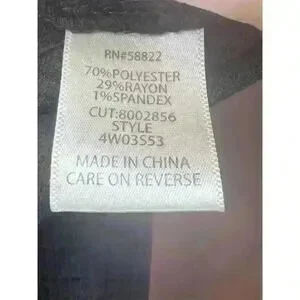 RN#58822
70%POLYESTER
29%RAYON
1%SPANDEX
CUT:8002856
STYLE
4W03S53
MADE IN CHINA
CARE ON REVERSE